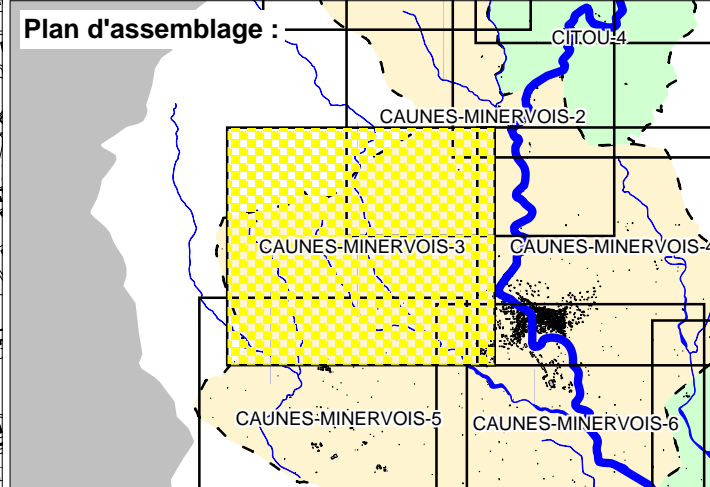 Plan d'assemblage :
CITOU-4
CAUNES-MINERVOIS-2
CAUNES-MINERVOIS-3
CAUNES-MINERVOIS-4
CAUNES-MINERVOIS-5
CAUNES-MINERVOIS-6